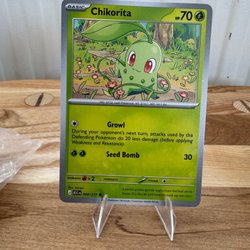 BASIC
Chikorita
HP 70
Growl
During your opponent's next turn, attacks used by the
Defending Pokémon do 20 less damage (before applying
Weakness and Resistance).
Seed Bomb 30
×2